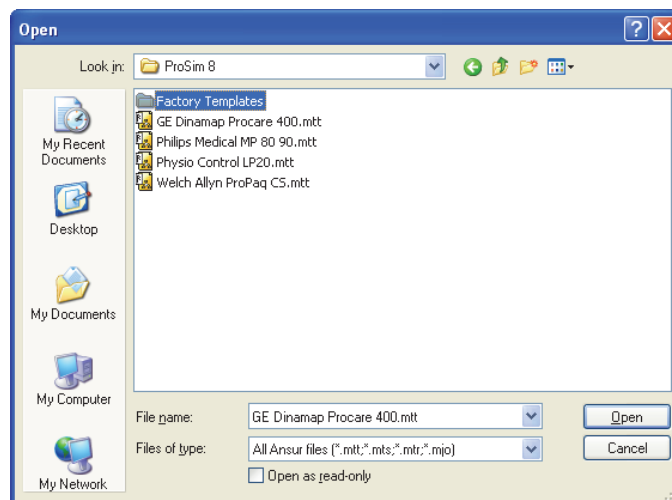 Open
Look in: ProSim 8
My Recent
Documents
Desktop
My Documents
My Computer
My Network
Factory Templates
GE Dinamap Procare 400.mtt
Philips Medical MP 80 90.mtt
Physio Control LP20.mtt
Welch Allyn ProPaq CS.mtt
File name: GE Dinamap Procare 400.mtt Open
Files of type: All Ansur files (*.mtt;*.mts;*.mtr;*.mjo) Cancel
Open as read-only